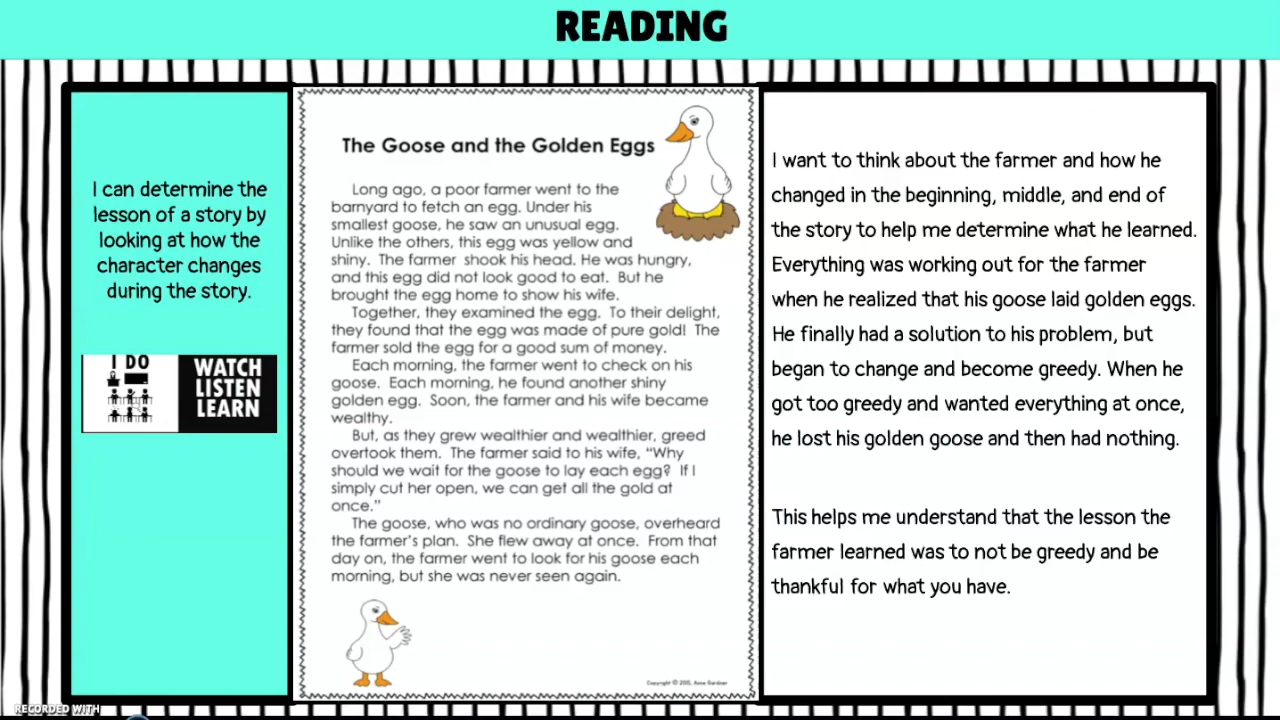 READING
I can determine the
lesson of a story by
looking at how the
character changes
during the story.
I DO
WATCH
LISTEN
LEARN
The Goose and the Golden Eggs
Long ago, a poor farmer went to the
barnyard to fetch an egg. Under his
smallest goose, he saw an unusual egg.
Unlike the others, this egg was yellow and
shiny. The farmer shook his head. He was hungry,
and this egg did not look good to eat. But he
brought the egg home to show his wife.
Together, they examined the egg. To their delight,
they found that the egg was made of pure gold! The
farmer sold the egg for a good sum of money.
Each morning, the farmer went to check on his
goose. Each morning, he found another shiny
golden egg. Soon, the farmer and his wife became
wealthy.
But, as they grew wealthier and wealthier, greed
overtook them. The farmer said to his wife, “Why
should we wait for the goose to lay each egg? If I
simply cut her open, we can get all the gold at
once.”
The goose, who was no ordinary goose, overheard
the farmer’s plan. She flew away at once. From that
day on, the farmer went to look for his goose each
morning, but she was never seen again.
Copyright © 2015, Anne Gardner
I want to think about the farmer and how he
changed in the beginning, middle, and end of
the story to help me determine what he learned.
Everything was working out for the farmer
when he realized that his goose laid golden eggs.
He finally had a solution to his problem, but
began to change and become greedy. When he
got too greedy and wanted everything at once,
he lost his golden goose and then had nothing.
This helps me understand that the lesson the
farmer learned was to not be greedy and be
thankful for what you have.
RECORDED WITH